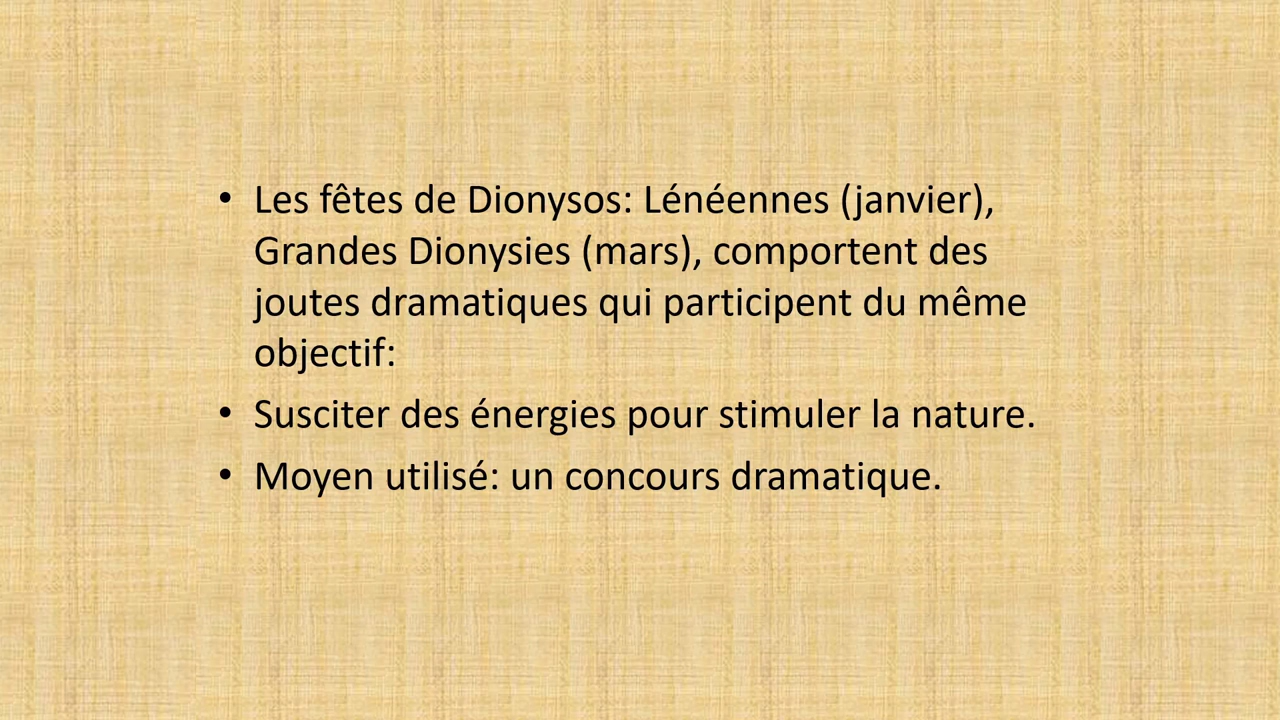 • Les fêtes de Dionysos: Lénéennes (janvier),
Grandes Dionysies (mars), comportent des
joutes dramatiques qui participent du même
objectif:
• Susciter des énergies pour stimuler la nature.
• Moyen utilisé: un concours dramatique.